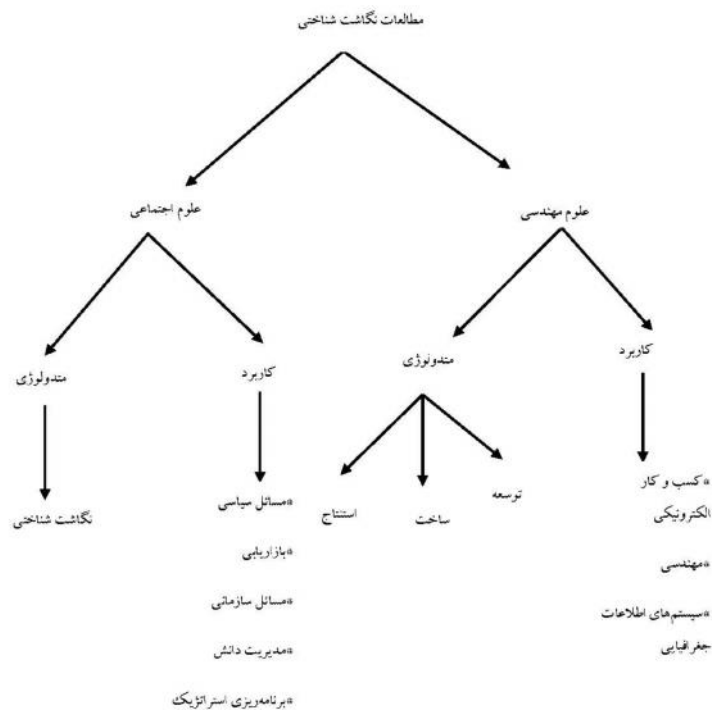 مطالعات نگاشت شناختی
علوم مهندسی
علوم اجتماعی
کاربرد
متدولوژی
کاربرد
متدولوژی
*کسب و کار
الکترونیکی
*مهندسی
*سیستم‌های اطلاعات
جغرافیایی
توسعه
ساخت
استنتاج
*مسائل سیاسی
*بازاریابی
*مسائل سازمانی
*مدیریت دانش
*برنامه‌ریزی استراتژیک
نگاشت شناختی